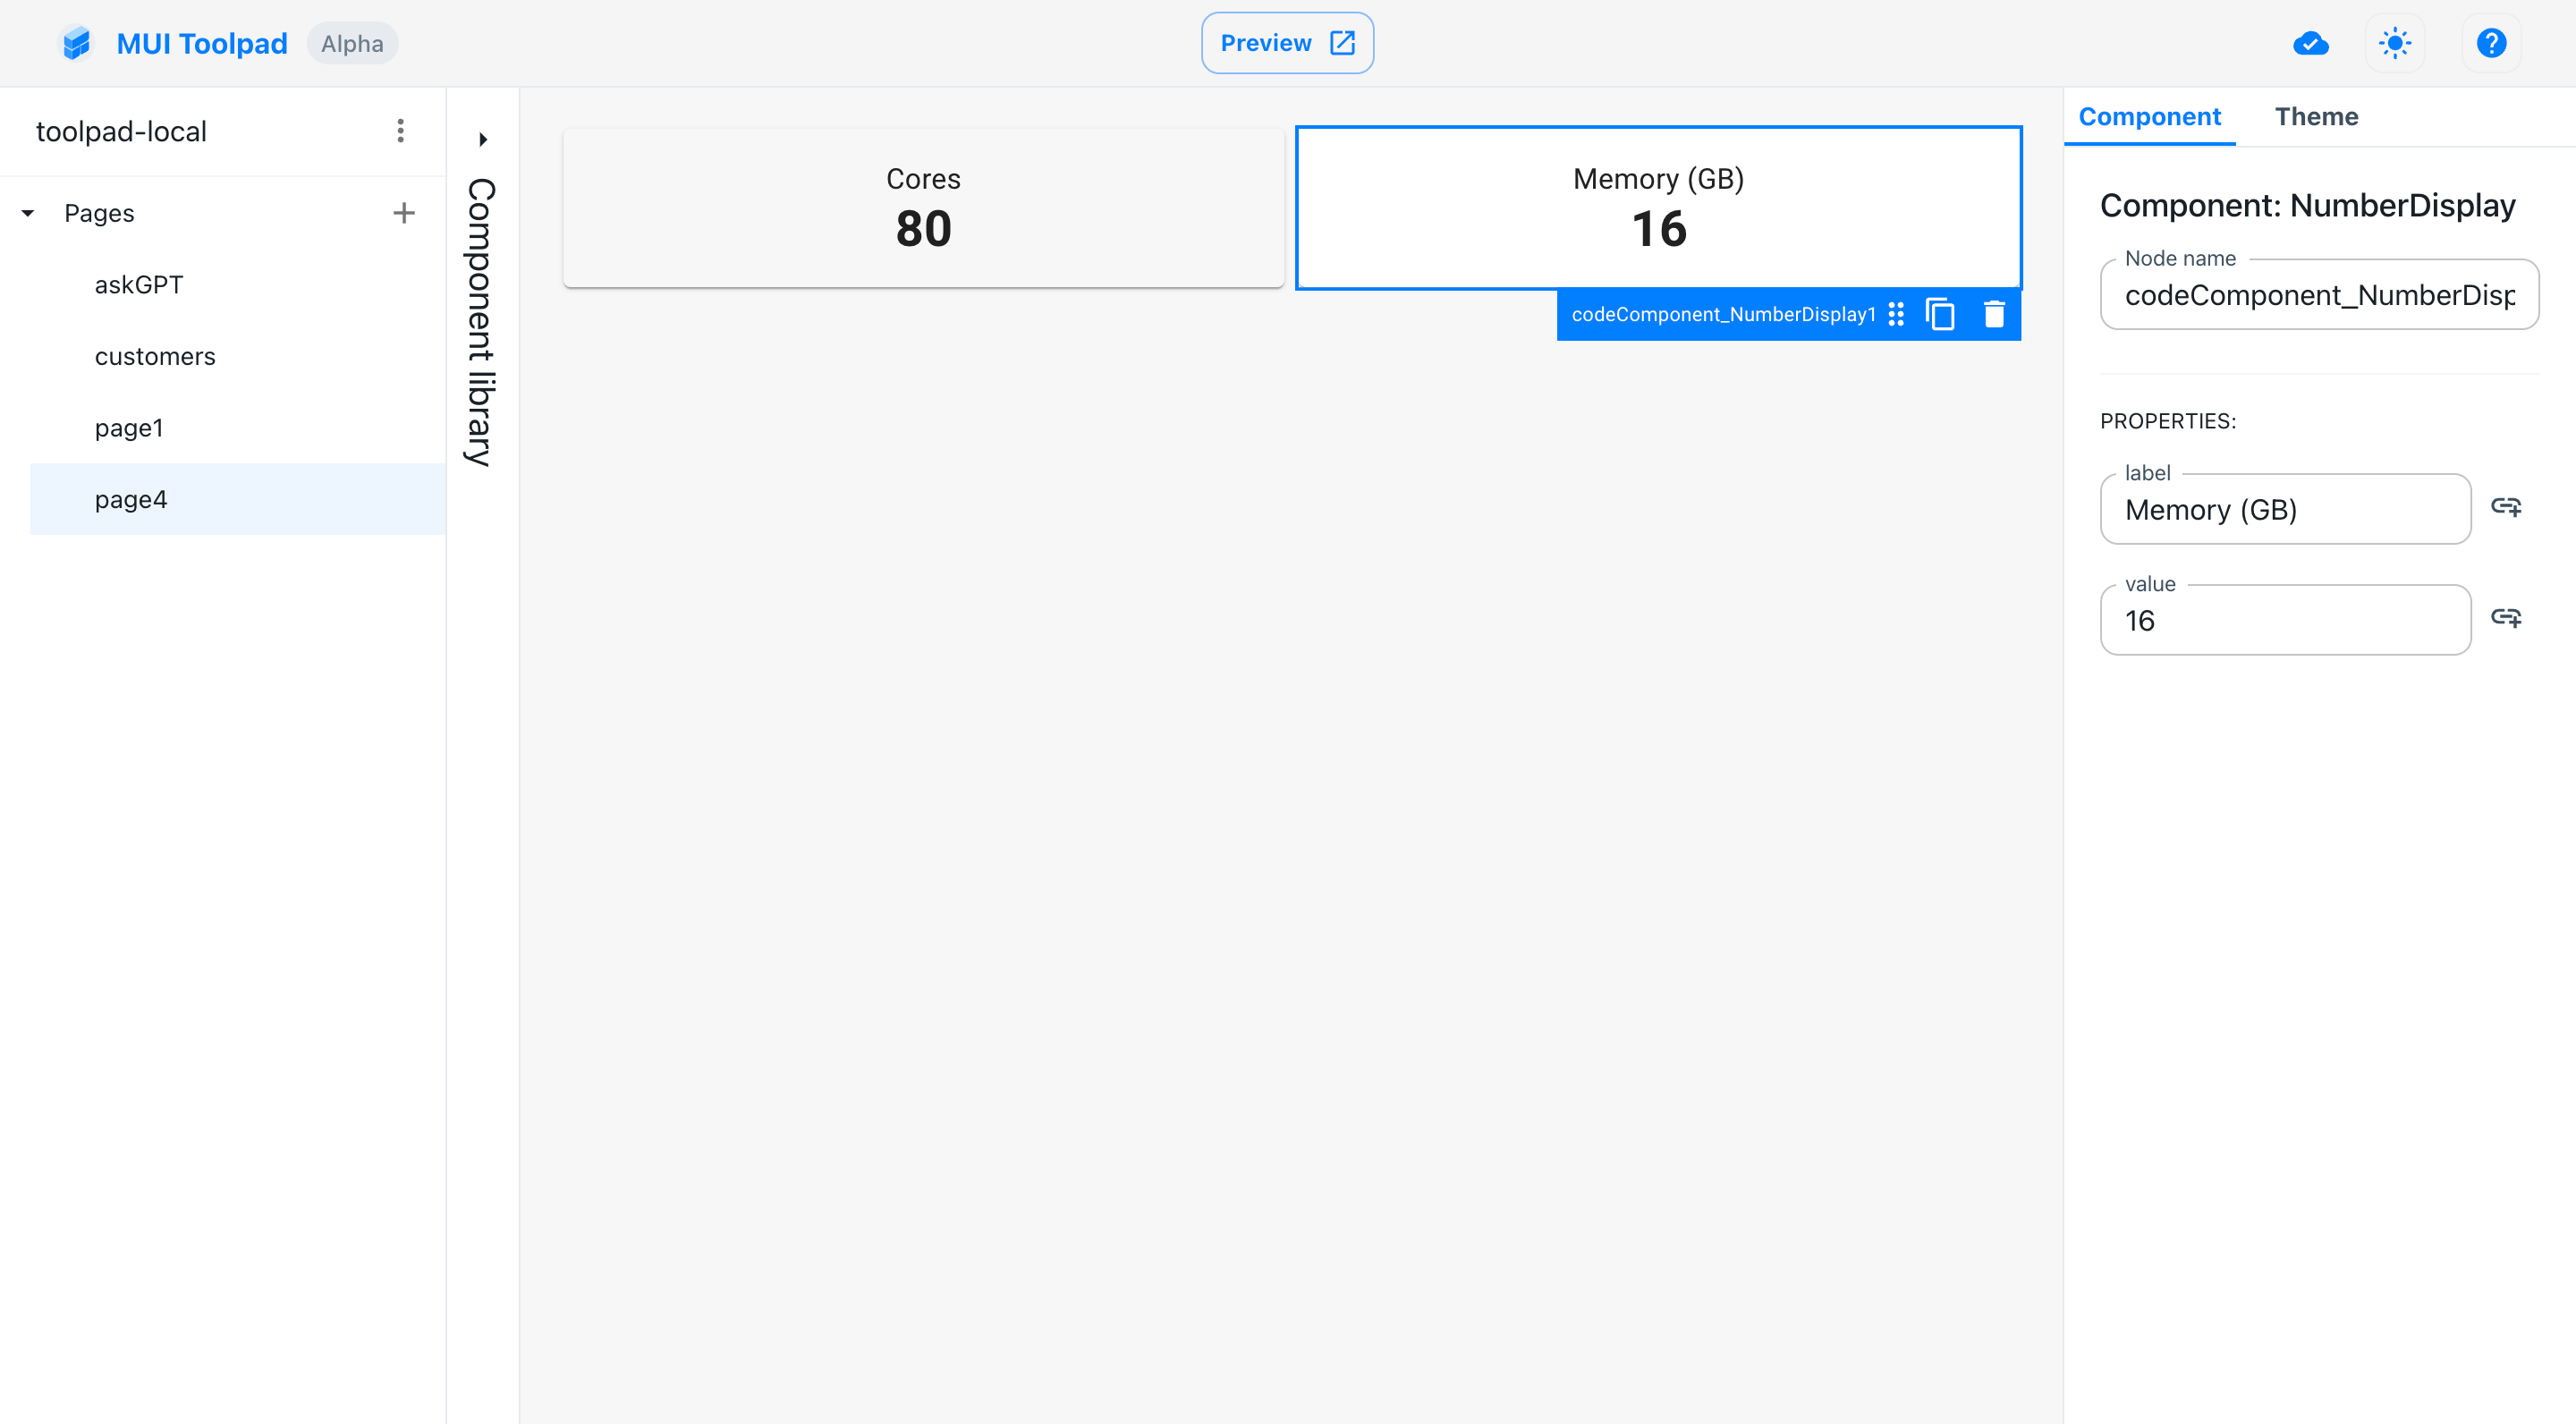 MUI Toolpad
Alpha
Preview
toolpad-local
Pages
askGPT
customers
page1
page4
Component library
Cores
80
Memory (GB)
16
codeComponent_NumberDisplay1
Component
Theme
Component: NumberDisplay
Node name
codeComponent_NumberDisp
PROPERTIES:
label
Memory (GB)
value
16